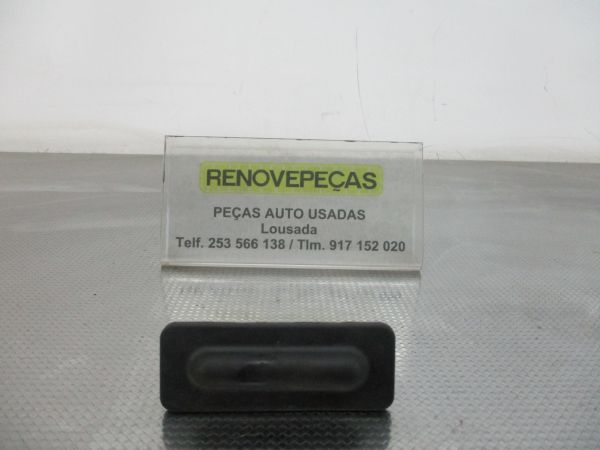 RENOVEPEÇAS
PEÇAS AUTO USADAS
Lousada
Telf. 253 566 138 / Tlm. 917 152 020